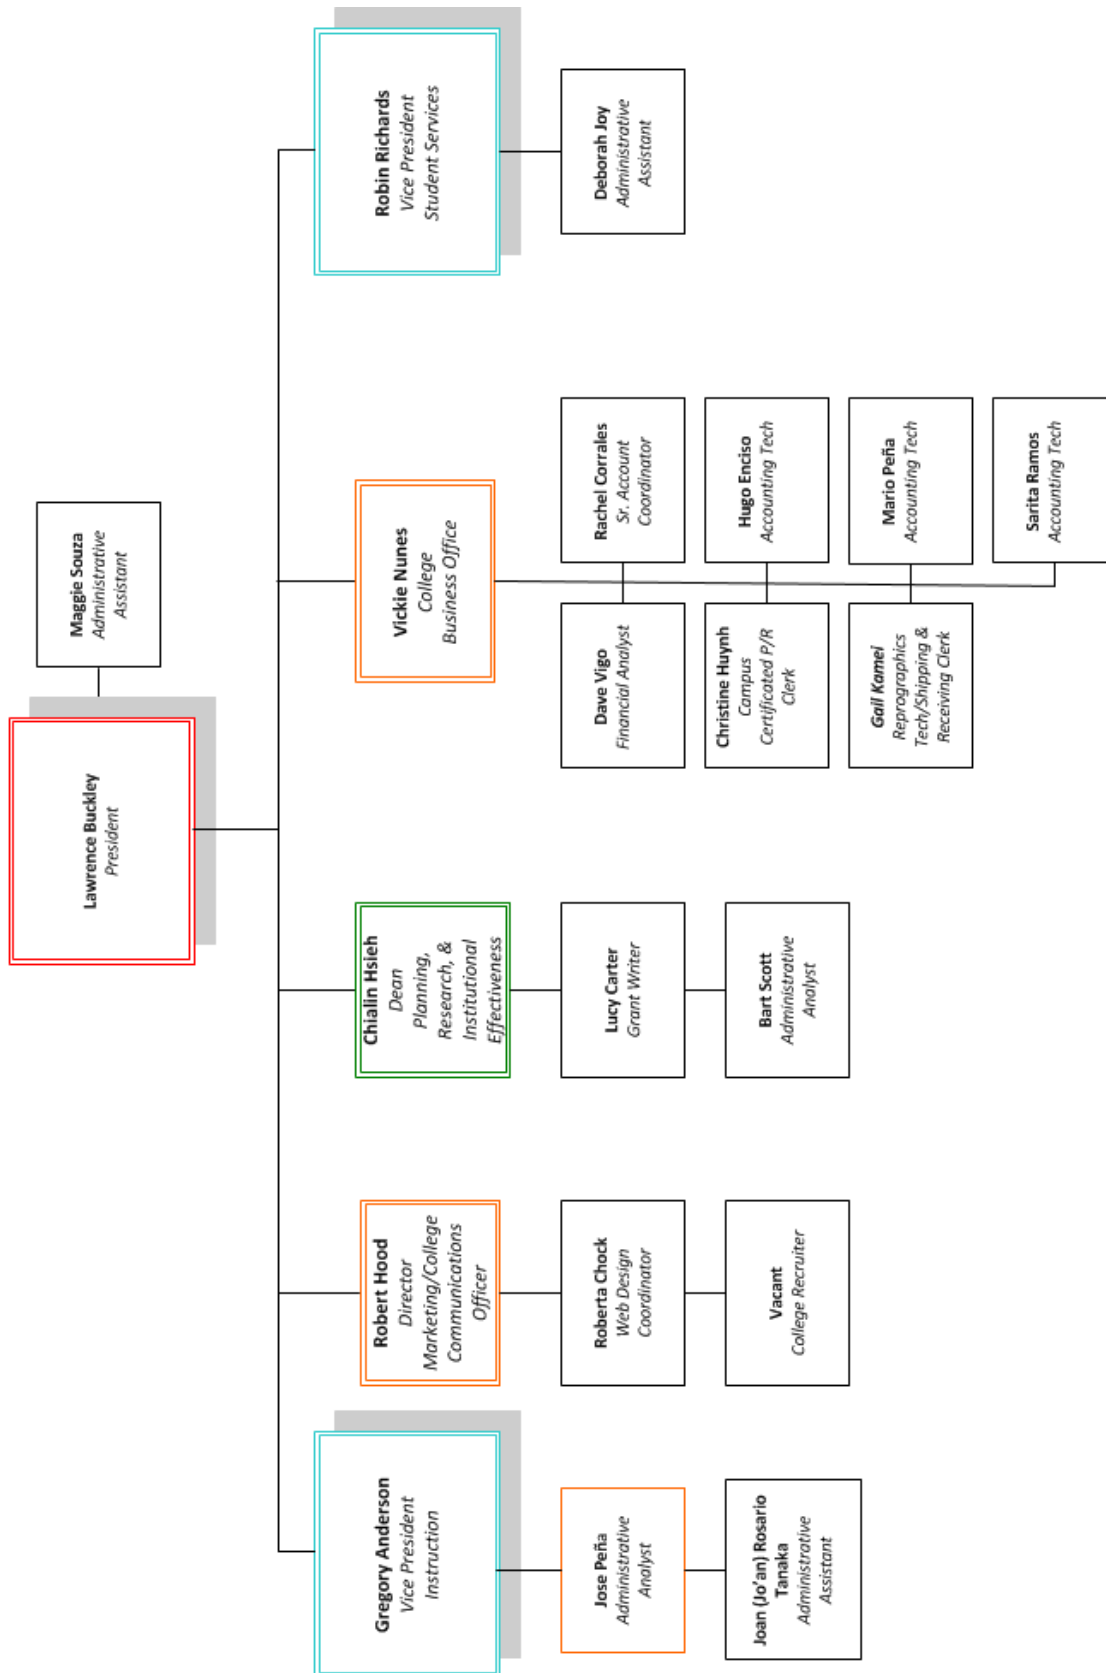 Lawrence Buckley
President
Maggie Souza
Administrative
Assistant
Gregory Anderson
Vice President
Instruction
Robert Hood
Director
Marketing/College
Communications
Officer
Chialin Hsieh
Dean
Planning,
Research, &
Institutional
Effectiveness
Vickie Nunes
College
Business Office
Robin Richards
Vice President
Student Services
Jose Peña
Administrative
Analyst
Joan (Jo'an) Rosario
Tanaka
Administrative
Assistant
Roberta Chock
Web Design
Coordinator
Vacant
College Recruiter
Lucy Carter
Grant Writer
Bart Scott
Administrative
Analyst
Dave Vigo
Financial Analyst
Rachel Corrales
Sr. Account
Coordinator
Christine Huynh
Campus
Certificated P/R
Clerk
Hugo Enciso
Accounting Tech
Gail Kamei
Reprographics
Tech/Shipping &
Receiving Clerk
Mario Peña
Accounting Tech
Sarita Ramos
Accounting Tech
Deborah Joy
Administrative
Assistant